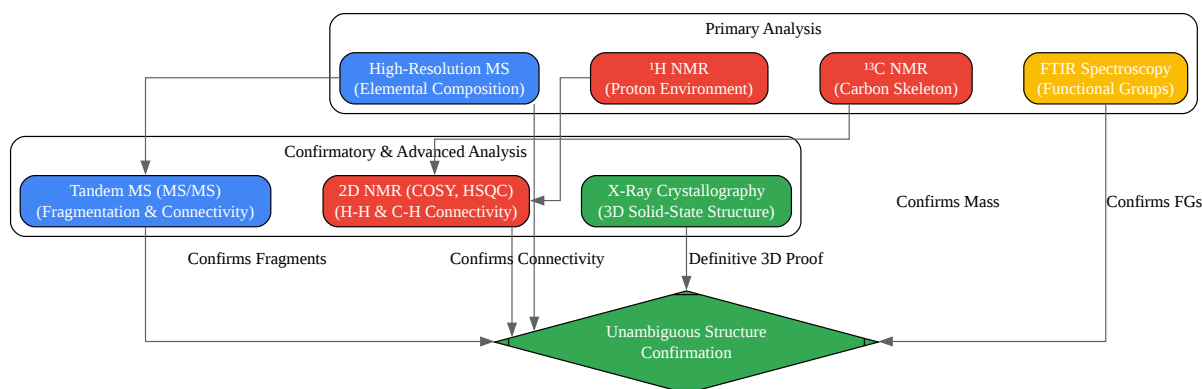 Primary Analysis
High-Resolution MS
(Elemental Composition)
¹H NMR
(Proton Environment)
¹³C NMR
(Carbon Skeleton)
FTIR Spectroscopy
(Functional Groups)
Confirmatory & Advanced Analysis
Tandem MS (MS/MS)
(Fragmentation & Connectivity)
2D NMR (COSY, HSQC)
(H-H & C-H Connectivity)
X-Ray Crystallography
(3D Solid-State Structure)
Confirms Mass
Confirms FGs
Confirms Fragments
Confirms Connectivity
Definitive 3D Proof
Unambiguous Structure
Confirmation